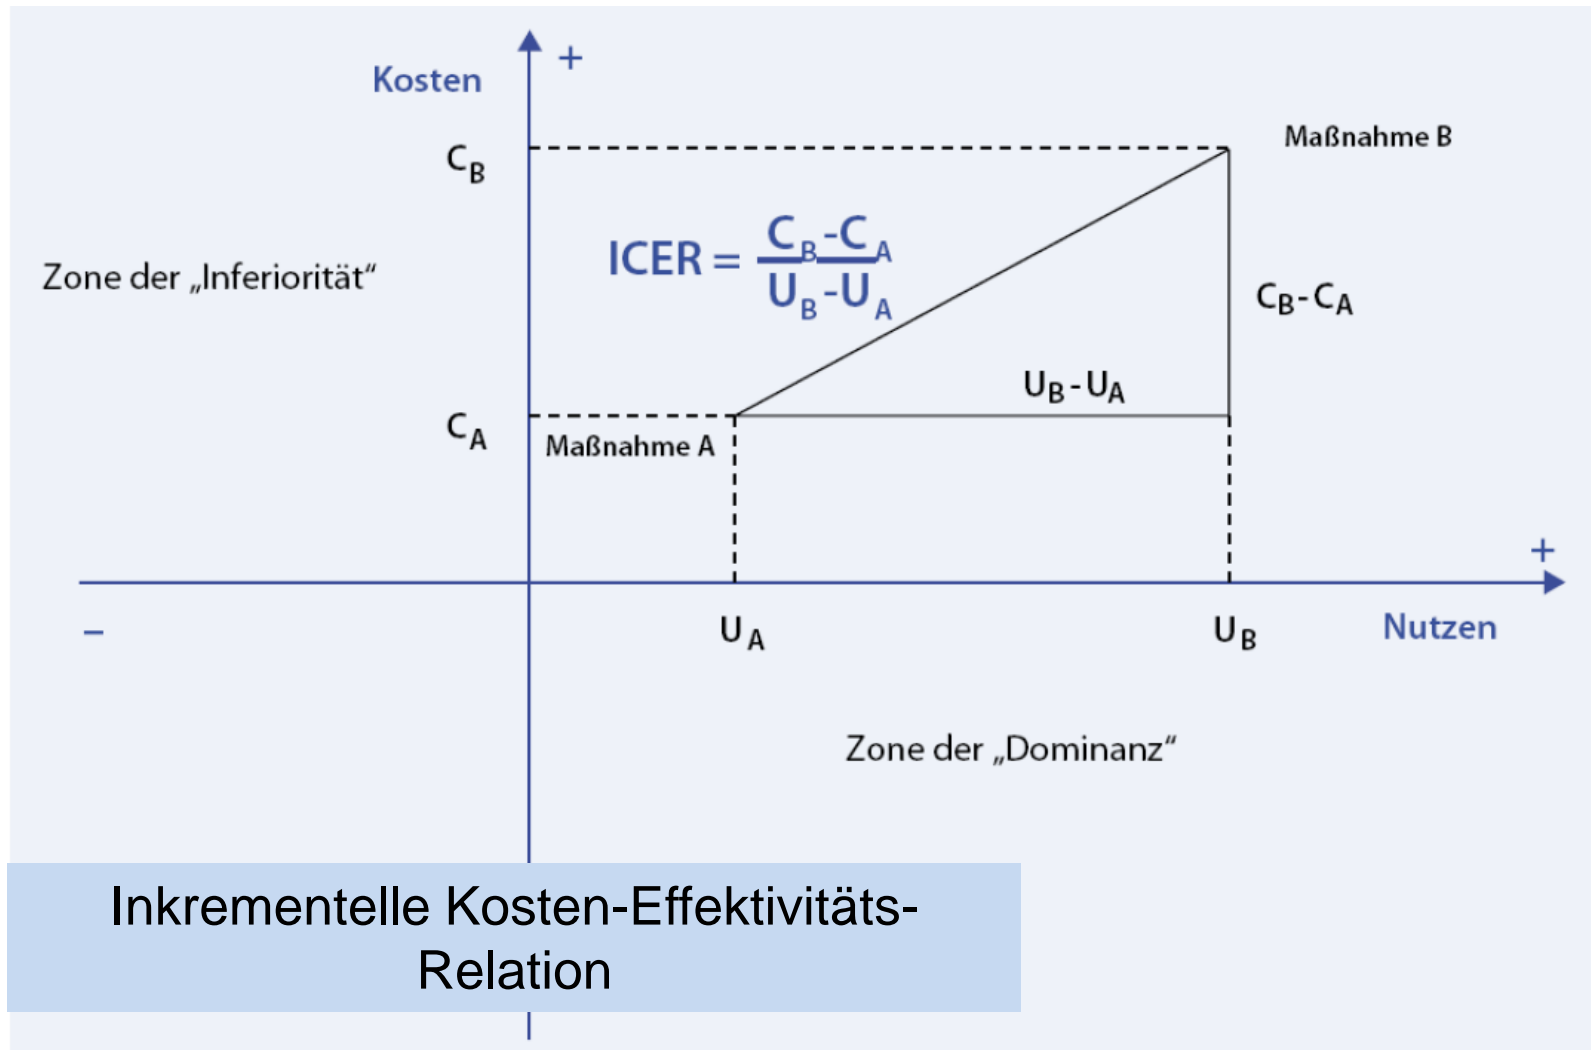 +
Kosten
C_B
Maßnahme B
ICER = C_B-C_A
U_B-U_A
Zone der „Inferiorität“
C_B-C_A
U_B-U_A
C_A
Maßnahme A
+
–
U_A
U_B
Nutzen
Zone der „Dominanz“
Inkrementelle Kosten-Effektivitäts-
Relation